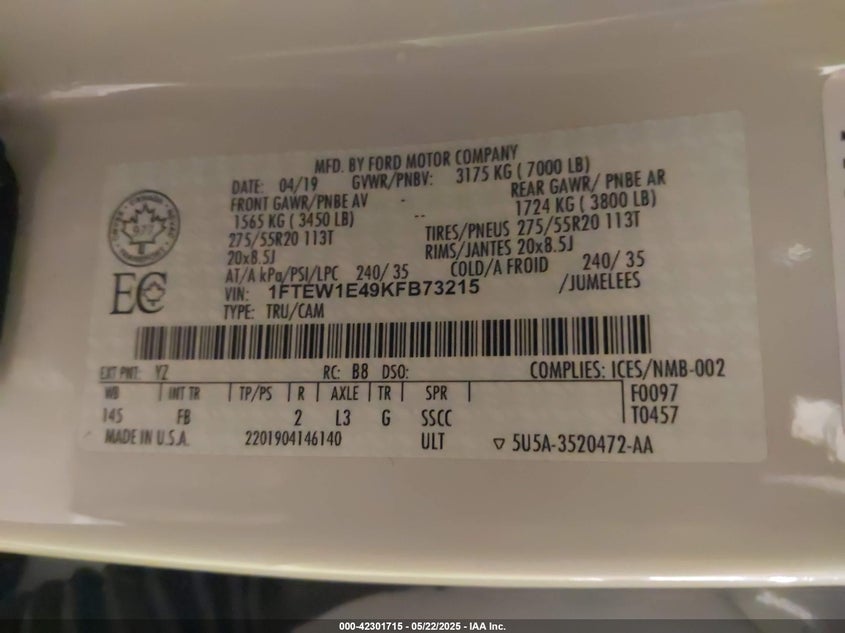 MFD. BY FORD MOTOR COMPANY
DATE: 04/19 GVWR/PNBV: 3175 KG ( 7000 LB)
FRONT GAWR/PNBE AV - REAR GAWR/ PNBE AR
1565 KG ( 3450 LB) -- 1724 KG ( 3800 LB)
275/55R20 113T TIRES/PNEUS 275/55R20 113T
20x8.5J RIMS/JANTES 20x8.5J
AT/A kPa/PSI/LPC 240/ 35 COLD/A FROID 240/ 35
VIN: 1FTEW1E49KFB73215 /JUMELEES
TYPE: TRU/CAM
977
EC
EXT PNT: YZ RC: B8 DSO: COMPLIES: ICES/NMB-002
WB INT TR TP/PS R AXLE TR SPR F0097
145 FB 2 L3 G SSCC T0457
MADE IN U.S.A. 2201904146140 ULT ▽ 5U5A-3520472-AA
000-42301715 - 05/22/2025 - IAA Inc.